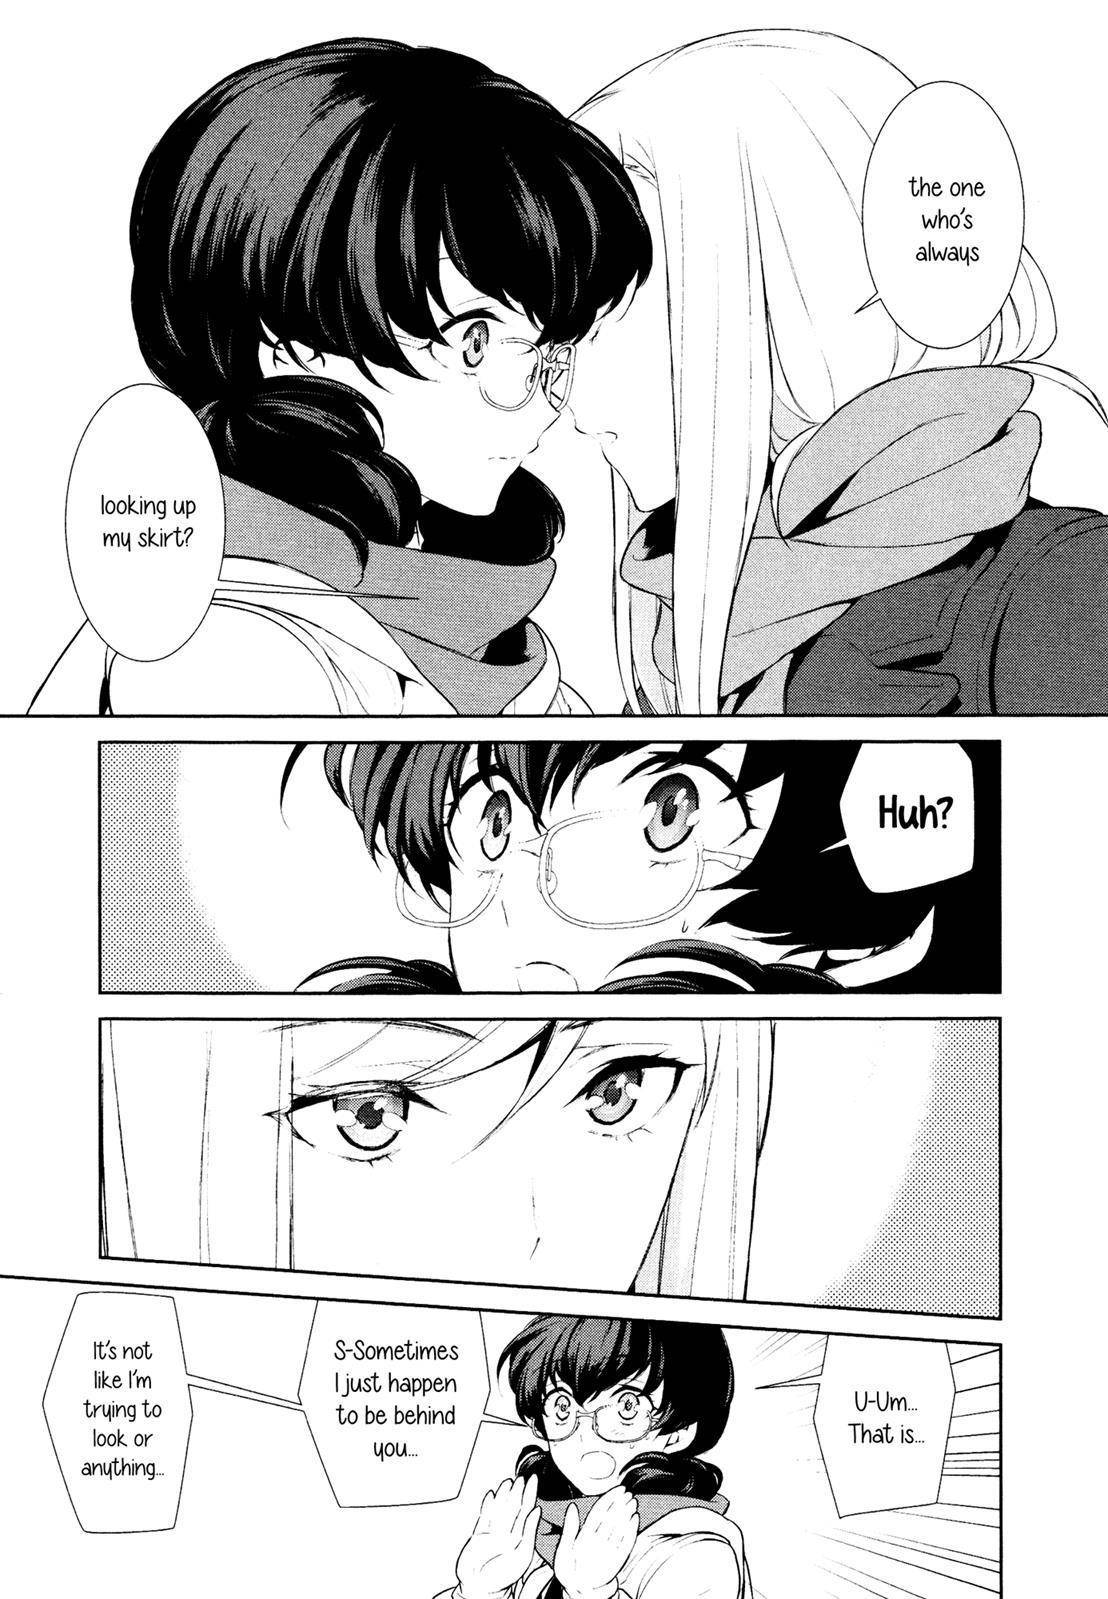 the one
who's
always
looking up
my skirt?
Huh?
U-Um...
That is...
S-Sometimes
I just happen
to be behind
you...
It's not
like I'm
trying to
look or
anything...